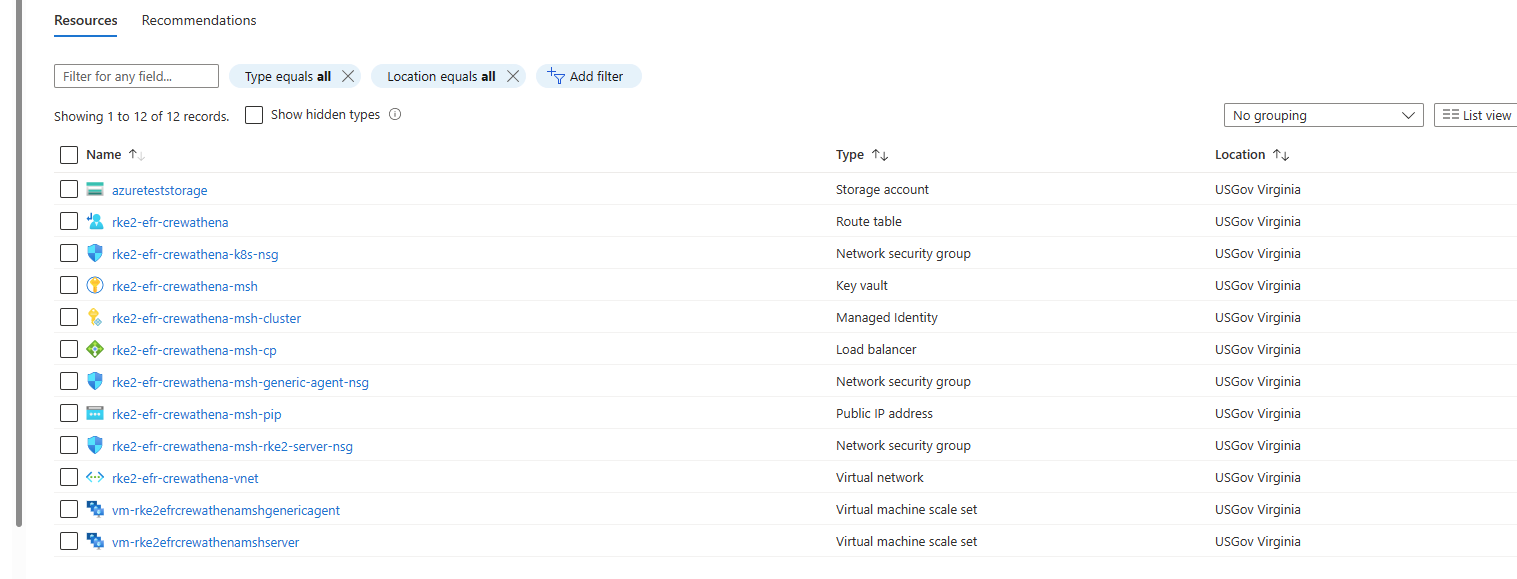 Resources Recommendations
Filter for any field... Type equals all Location equals all Add filter
Showing 1 to 12 of 12 records. Show hidden types No grouping List view
Name Type Location
azureteststorage Storage account USGov Virginia
rke2-efr-crewathena Route table USGov Virginia
rke2-efr-crewathena-k8s-nsg Network security group USGov Virginia
rke2-efr-crewathena-msh Key vault USGov Virginia
rke2-efr-crewathena-msh-cluster Managed Identity USGov Virginia
rke2-efr-crewathena-msh-cp Load balancer USGov Virginia
rke2-efr-crewathena-msh-generic-agent-nsg Network security group USGov Virginia
rke2-efr-crewathena-msh-pip Public IP address USGov Virginia
rke2-efr-crewathena-msh-rke2-server-nsg Network security group USGov Virginia
rke2-efr-crewathena-vnet Virtual network USGov Virginia
vm-rke2efrcrewathenamshgenericagent Virtual machine scale set USGov Virginia
vm-rke2efrcrewathenamshserver Virtual machine scale set USGov Virginia